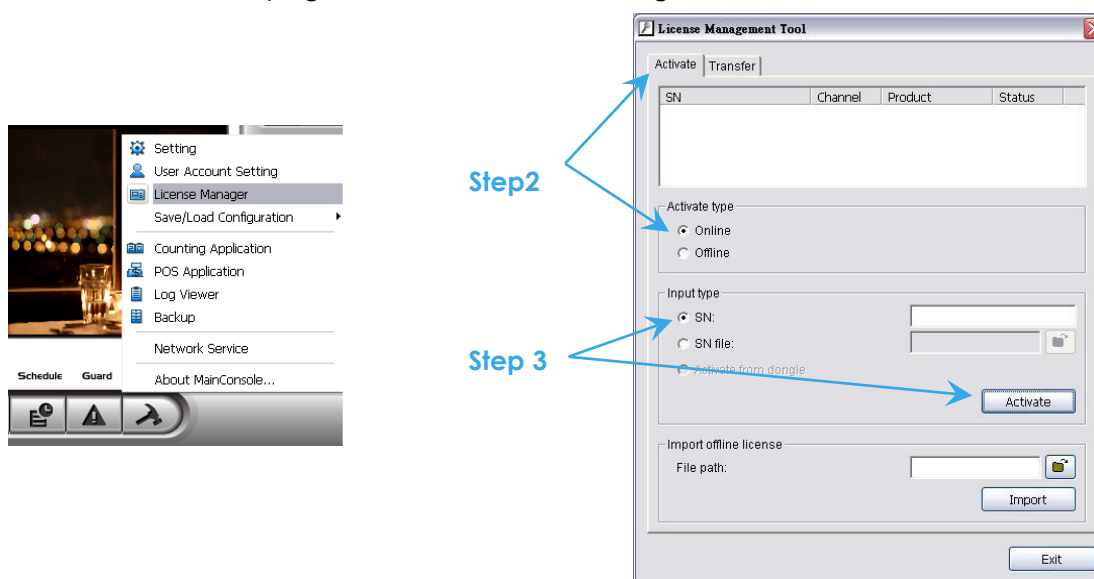 License Management Tool
Activate Transfer
SN Channel Product Status
Setting
User Account Setting
License Manager
Save/Load Configuration
Counting Application
POS Application
Log Viewer
Backup
Network Service
About MainConsole...
Schedule Guard
Step2
Activate type
Online
Offline
Input type
SN:
SN file:
Activate from dongle
Step 3
Activate
Import offline license
File path:
Import
Exit